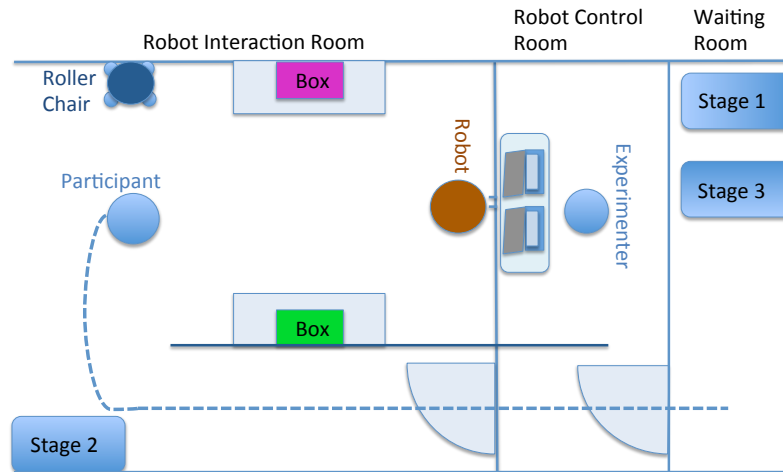 Robot Interaction Room
Robot Control
Room
Waiting
Room
Roller
Chair
Box
Stage 1
Participant
Robot
Experimenter
Stage 3
Box
Stage 2